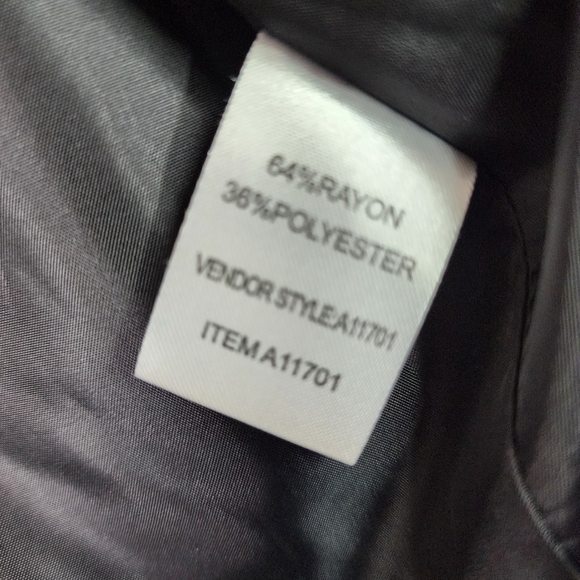 64%RAYON
36%POLYESTER
VENDOR STYLE A11701
ITEM A11701